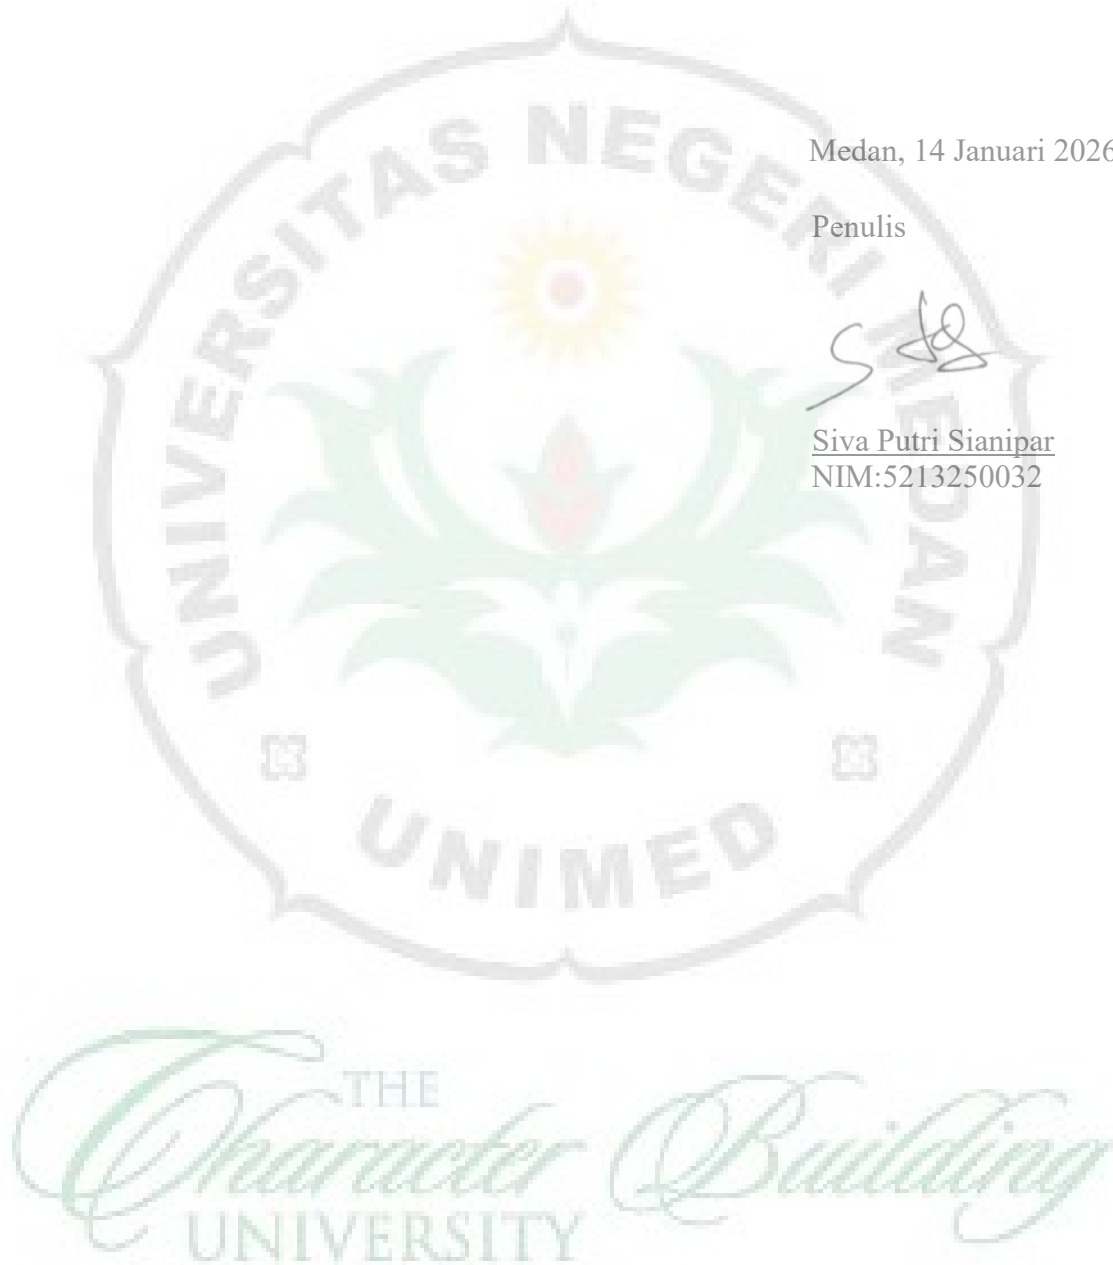 UNIVERSITAS NEGERI MEDAN
Medan, 14 Januari 2026
Penulis
Siva Putri Sianipar
NIM:5213250032
UNIMED
THE
Character Building
UNIVERSITY